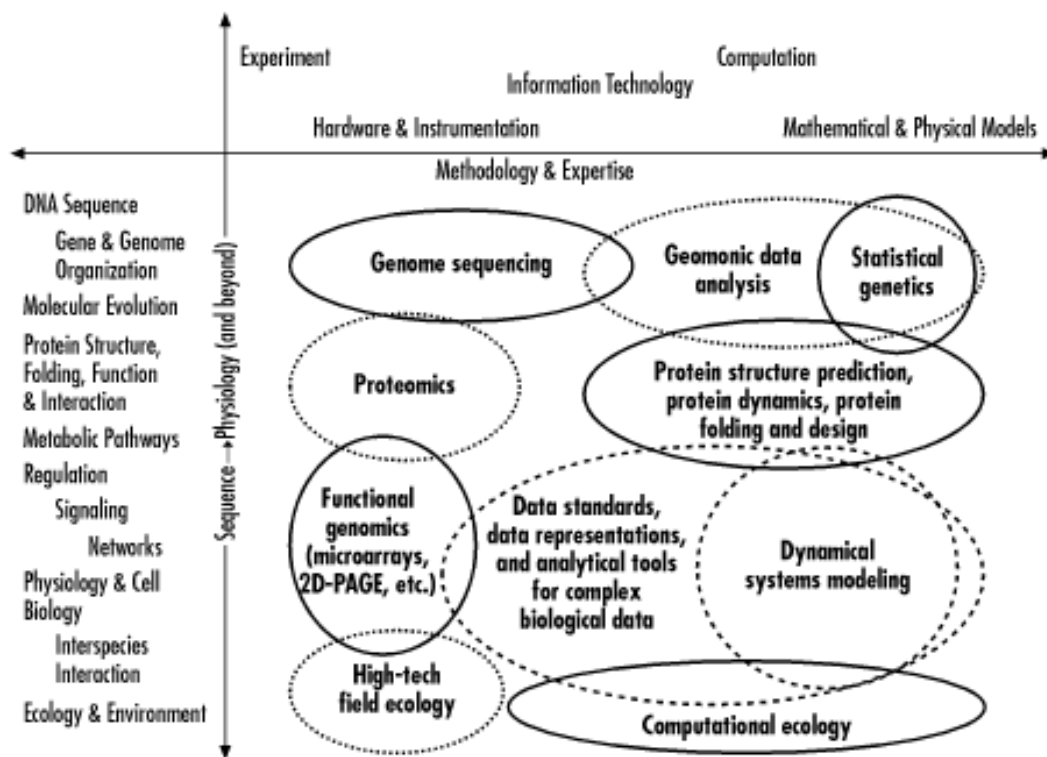 Experiment
Computation
Information Technology
Hardware & Instrumentation
Mathematical & Physical Models
Methodology & Expertise
Sequence→Physiology (and beyond)
DNA Sequence
Gene & Genome
Organization
Molecular Evolution
Protein Structure,
Folding, Function
& Interaction
Metabolic Pathways
Regulation
Signaling
Networks
Physiology & Cell
Biology
Interspecies
Interaction
Ecology & Environment
Genome sequencing
Geomonic data
analysis
Statistical
genetics
Proteomics
Protein structure prediction,
protein dynamics, protein
folding and design
Functional
genomics
(microarrays,
2D-PAGE, etc.)
Data standards,
data representations,
and analytical tools
for complex
biological data
Dynamical
systems modeling
High-tech
field ecology
Computational ecology